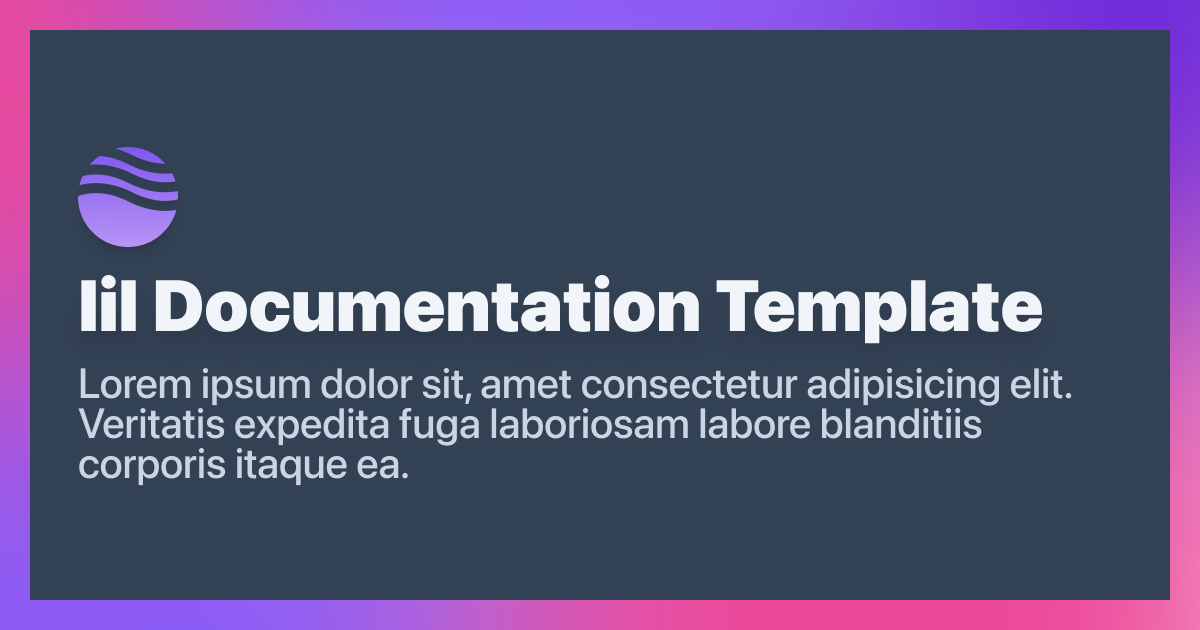 lil Documentation Template
Lorem ipsum dolor sit, amet consectetur adipisicing elit.
Veritatis expedita fuga laboriosam labore blanditiis
corporis itaque ea.